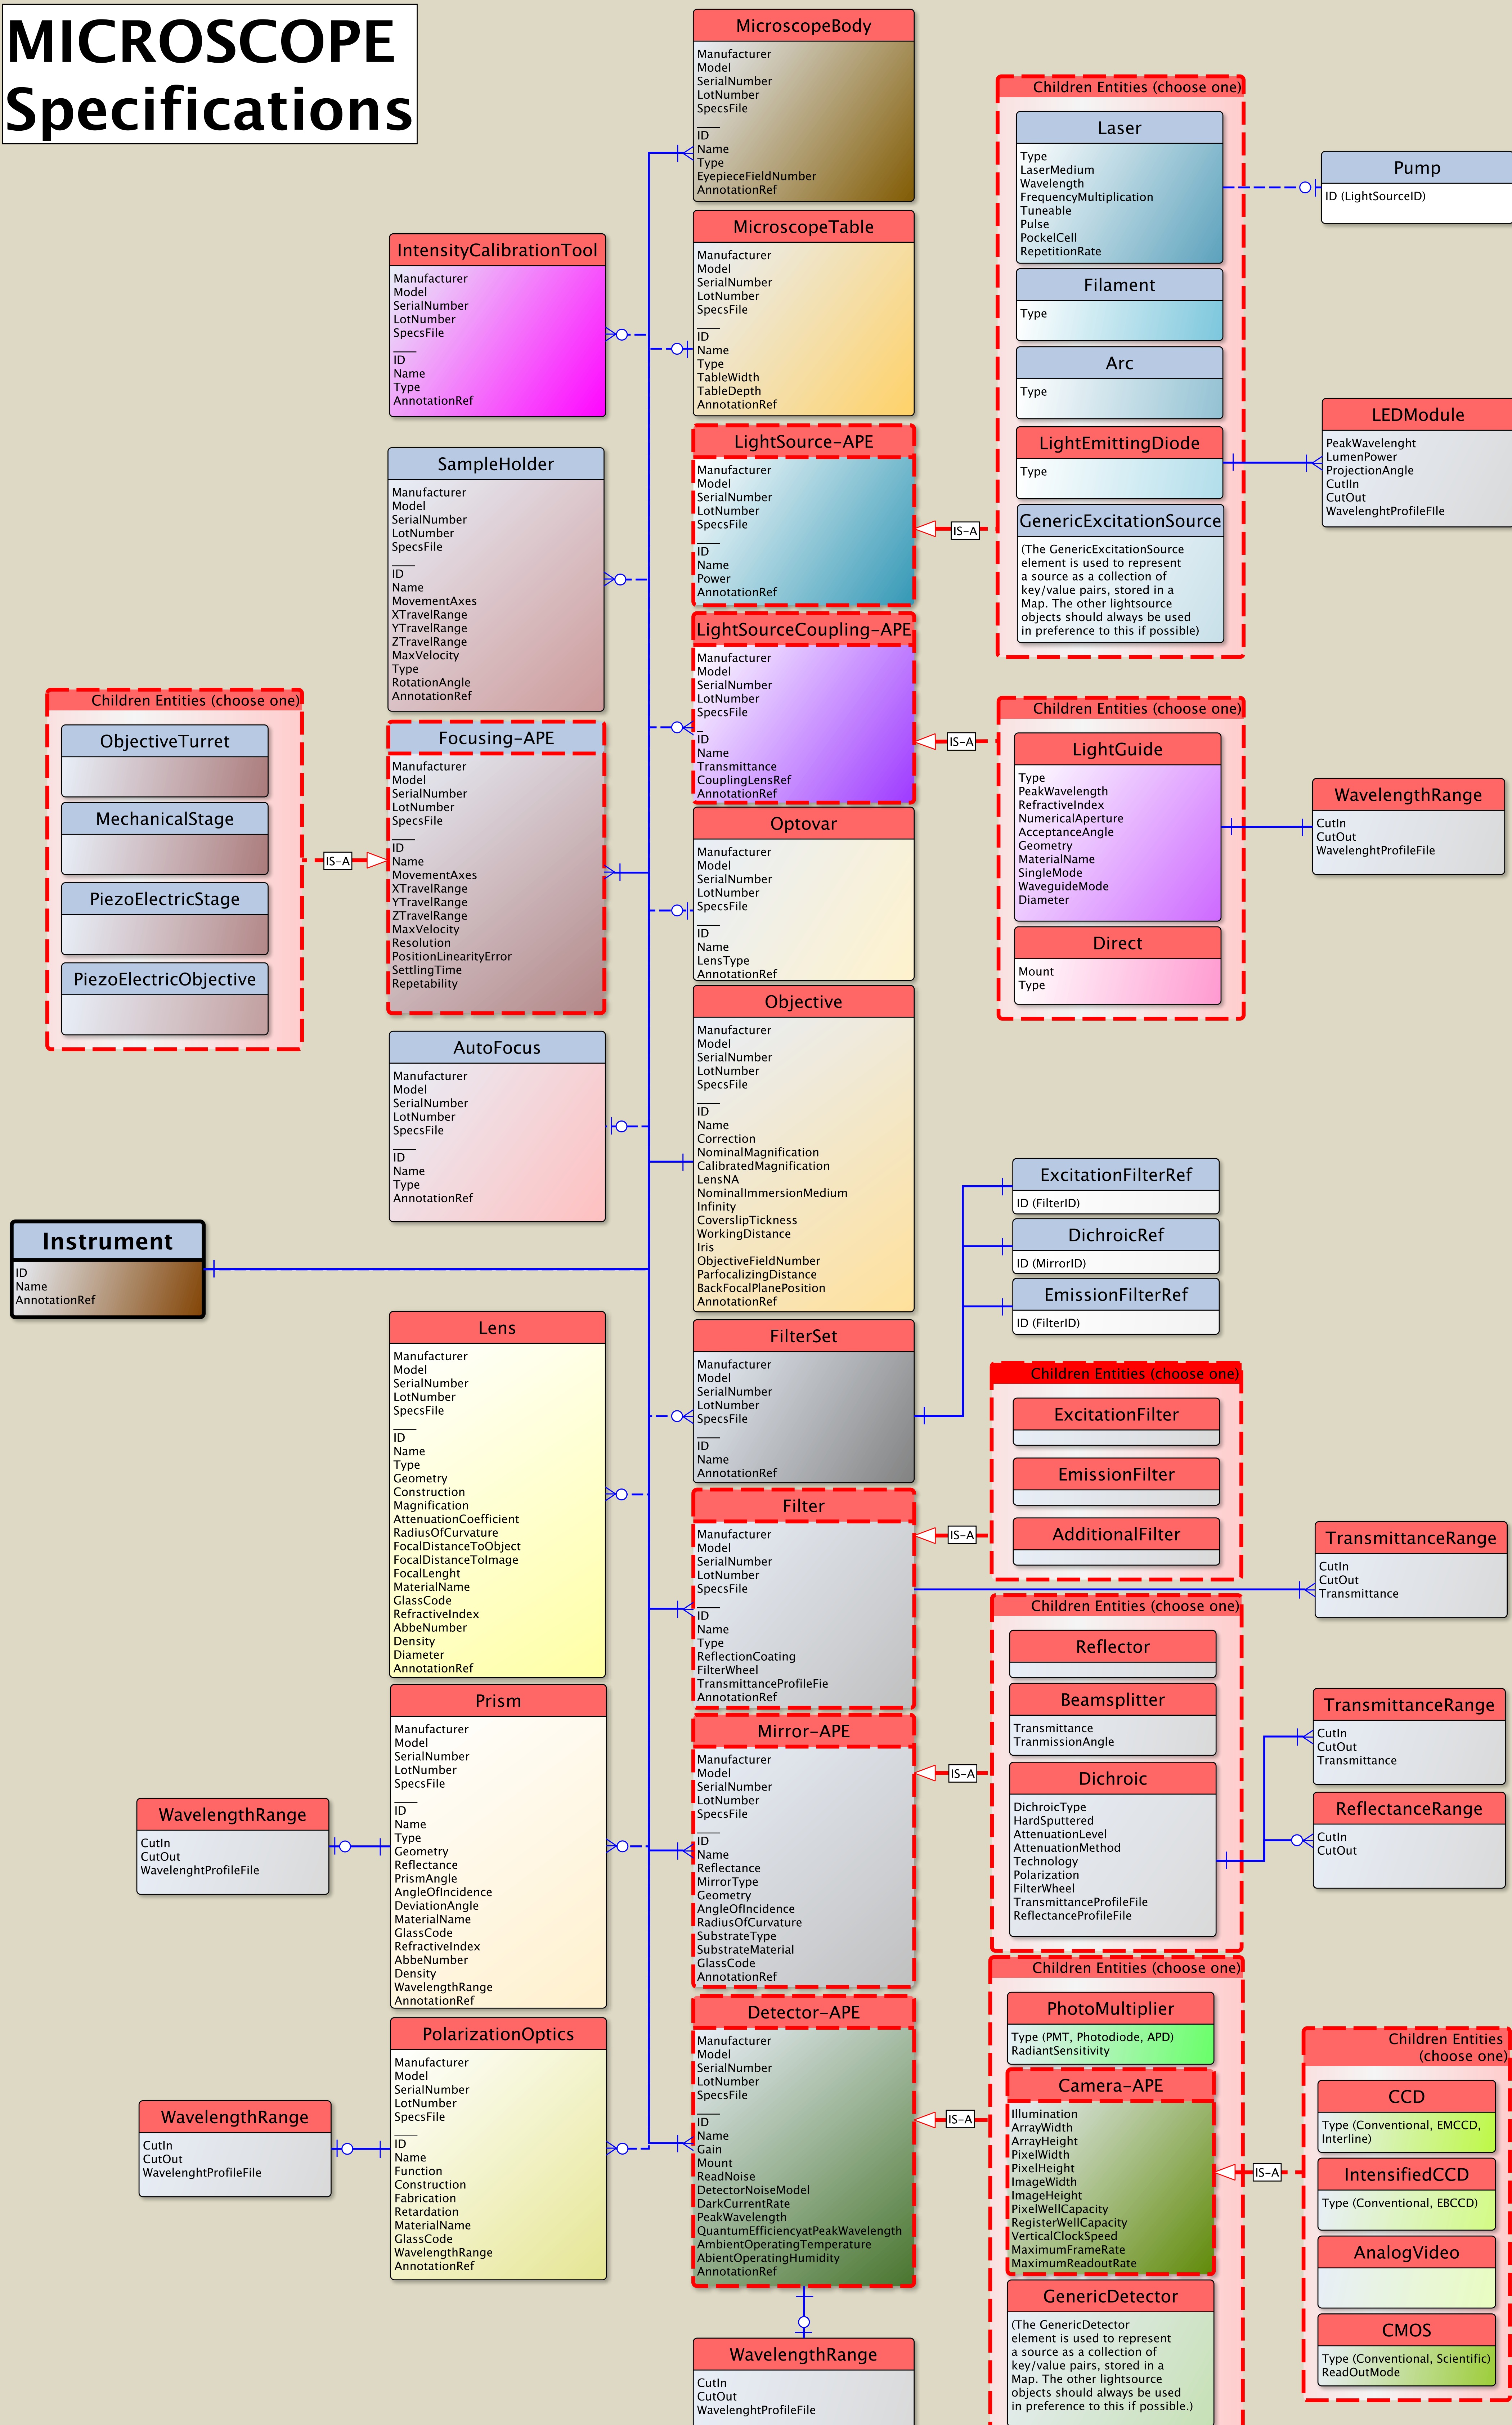 MICROSCOPE
Specifications
MicroscopeBody
Manufacturer
Model
SerialNumber
LotNumber
SpecsFile
____
ID
Name
Type
EyepieceFieldNumber
AnnotationRef
MicroscopeTable
Manufacturer
Model
SerialNumber
LotNumber
SpecsFile
____
ID
Name
Type
TableWidth
TableDepth
AnnotationRef
IntensityCalibrationTool
Manufacturer
Model
SerialNumber
LotNumber
SpecsFile
____
ID
Name
Type
AnnotationRef
Children Entities (choose one)
Laser
Type
LaserMedium
Wavelength
FrequencyMultiplication
Tuneable
Pulse
PockelCell
RepetitionRate
Pump
ID (LightSourceID)
Filament
Type
Arc
Type
LightEmittingDiode
Type
LEDModule
PeakWavelenght
LumenPower
ProjectionAngle
CutIIn
CutOut
WavelenghtProfileFIle
GenericExcitationSource
(The GenericExcitationSource
element is used to represent
a source as a collection of
key/value pairs, stored in a
Map. The other lightsource
objects should always be used
in preference to this if possible)
LightSource-APE
Manufacturer
Model
SerialNumber
LotNumber
SpecsFile
____
ID
Name
Power
AnnotationRef
IS-A
SampleHolder
Manufacturer
Model
SerialNumber
LotNumber
SpecsFile
____
ID
Name
MovementAxes
XTravelRange
YTravelRange
ZTravelRange
MaxVelocity
Type
RotationAngle
AnnotationRef
LightSourceCoupling-APE
Manufacturer
Model
SerialNumber
LotNumber
SpecsFile
_
ID
Name
Transmittance
CouplingLensRef
AnnotationRef
IS-A
Children Entities (choose one)
LightGuide
Type
PeakWavelength
RefractiveIndex
NumericalAperture
AcceptanceAngle
Geometry
MaterialName
SingleMode
WaveguideMode
Diameter
WavelengthRange
CutIn
CutOut
WavelenghtProfileFile
Direct
Mount
Type
Children Entities (choose one)
ObjectiveTurret
MechanicalStage
PiezoElectricStage
PiezoElectricObjective
IS-A
Focusing-APE
Manufacturer
Model
SerialNumber
LotNumber
SpecsFile
____
ID
Name
MovementAxes
XTravelRange
YTravelRange
ZTravelRange
MaxVelocity
Resolution
PositionLinearityError
SettlingTime
Repetability
Optovar
Manufacturer
Model
SerialNumber
LotNumber
SpecsFile
____
ID
Name
LensType
AnnotationRef
AutoFocus
Manufacturer
Model
SerialNumber
LotNumber
SpecsFile
____
ID
Name
Type
AnnotationRef
Objective
Manufacturer
Model
SerialNumber
LotNumber
SpecsFile
____
ID
Name
Correction
NominalMagnification
CalibratedMagnification
LensNA
NominalImmersionMedium
Infinity
CoverslipTickness
WorkingDistance
Iris
ObjectiveFieldNumber
ParfocalizingDistance
BackFocalPlanePosition
AnnotationRef
Instrument
ID
Name
AnnotationRef
ExcitationFilterRef
ID (FilterID)
DichroicRef
ID (MirrorID)
EmissionFilterRef
ID (FilterID)
FilterSet
Manufacturer
Model
SerialNumber
LotNumber
SpecsFile
____
ID
Name
AnnotationRef
Lens
Manufacturer
Model
SerialNumber
LotNumber
SpecsFile
____
ID
Name
Type
Geometry
Construction
Magnification
AttenuationCoefficient
RadiusOfCurvature
FocalDistanceToObject
FocalDistanceToImage
FocalLenght
MaterialName
GlassCode
RefractiveIndex
AbbeNumber
Density
Diameter
AnnotationRef
Children Entities (choose one)
ExcitationFilter
EmissionFilter
AdditionalFilter
IS-A
Filter
Manufacturer
Model
SerialNumber
LotNumber
SpecsFile
____
ID
Name
Type
ReflectionCoating
FilterWheel
TransmittanceProfileFie
AnnotationRef
TransmittanceRange
CutIn
CutOut
Transmittance
Children Entities (choose one)
Reflector
Beamsplitter
Transmittance
TranmissionAngle
Dichroic
DichroicType
HardSputtered
AttenuationLevel
AttenuationMethod
Technology
Polarization
FilterWheel
TransmittanceProfileFile
ReflectanceProfileFile
TransmittanceRange
CutIn
CutOut
Transmittance
ReflectanceRange
CutIn
CutOut
Mirror-APE
Manufacturer
Model
SerialNumber
LotNumber
SpecsFile
____
ID
Name
Reflectance
MirrorType
Geometry
AngleOfIncidence
RadiusOfCurvature
SubstrateType
SubstrateMaterial
GlassCode
AnnotationRef
IS-A
Prism
Manufacturer
Model
SerialNumber
LotNumber
SpecsFile
____
ID
Name
Type
Geometry
Reflectance
PrismAngle
AngleOfIncidence
DeviationAngle
MaterialName
GlassCode
RefractiveIndex
AbbeNumber
Density
WavelengthRange
AnnotationRef
WavelengthRange
CutIn
CutOut
WavelenghtProfileFile
PolarizationOptics
Manufacturer
Model
SerialNumber
LotNumber
SpecsFile
____
ID
Name
Function
Construction
Fabrication
Retardation
MaterialName
GlassCode
WavelengthRange
AnnotationRef
WavelengthRange
CutIn
CutOut
WavelenghtProfileFile
Detector-APE
Manufacturer
Model
SerialNumber
LotNumber
SpecsFile
____
ID
Name
Gain
Mount
ReadNoise
DetectorNoiseModel
DarkCurrentRate
PeakWavelength
QuantumEfficiencyatPeakWavelength
AmbientOperatingTemperature
AbientOperatingHumidity
AnnotationRef
IS-A
WavelengthRange
CutIn
CutOut
WavelenghtProfileFile
Children Entities (choose one)
PhotoMultiplier
Type (PMT, Photodiode, APD)
RadiantSensitivity
Camera-APE
Illumination
ArrayWidth
ArrayHeight
PixelWidth
PixelHeight
ImageWidth
ImageHeight
PixelWellCapacity
RegisterWellCapacity
VerticalClockSpeed
MaximumFrameRate
MaximumReadoutRate
GenericDetector
(The GenericDetector
element is used to represent
a source as a collection of
key/value pairs, stored in a
Map. The other lightsource
objects should always be used
in preference to this if possible.)
IS-A
Children Entities
(choose one)
CCD
Type (Conventional, EMCCD,
Interline)
IntensifiedCCD
Type (Conventional, EBCCD)
AnalogVideo
CMOS
Type (Conventional, Scientific)
ReadOutMode